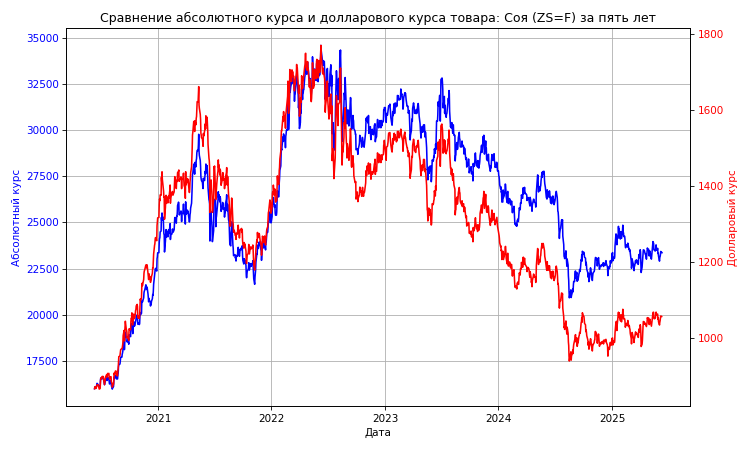 Сравнение абсолютного курса и долларового курса товара: Соя (ZS=F) за пять лет
35000
32500
30000
27500
25000
22500
20000
17500
Абсолютный курс
1800
1600
1400
1200
1000
Долларовый курс
2021 2022 2023 2024 2025
Дата